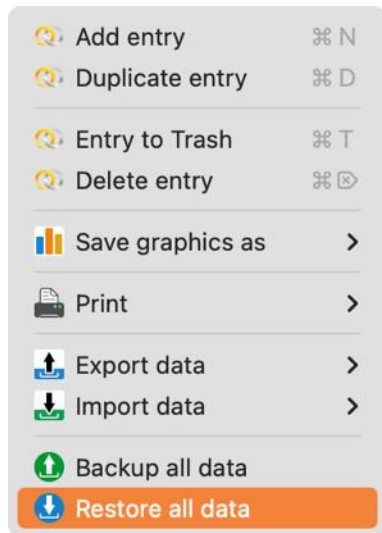 Add entry ⌘ N
Duplicate entry ⌘ D
Entry to Trash ⌘ T
Delete entry ⌘ ⌦
Save graphics as
Print
Export data
Import data
Backup all data
Restore all data